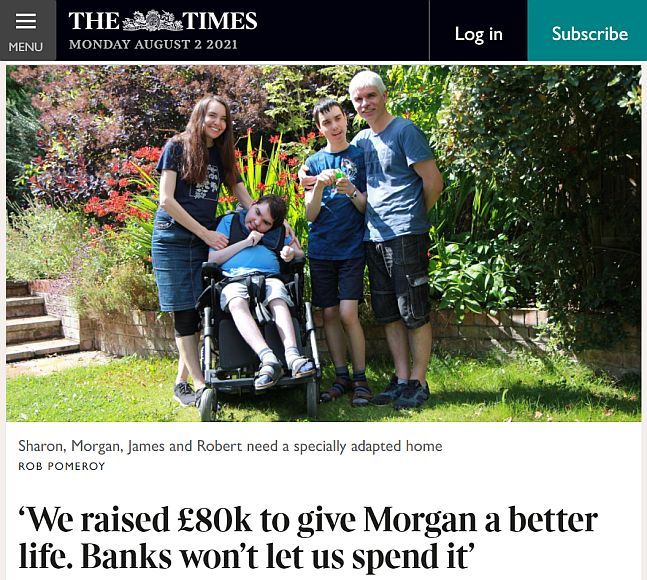 THE TIMES
Log in
Subscribe
MENU
MONDAY AUGUST 2 2021
Sharon, Morgan, James and Robert need a specially adapted home
ROB POMEROY
‘We raised £80k to give Morgan a better
life. Banks won’t let us spend it’